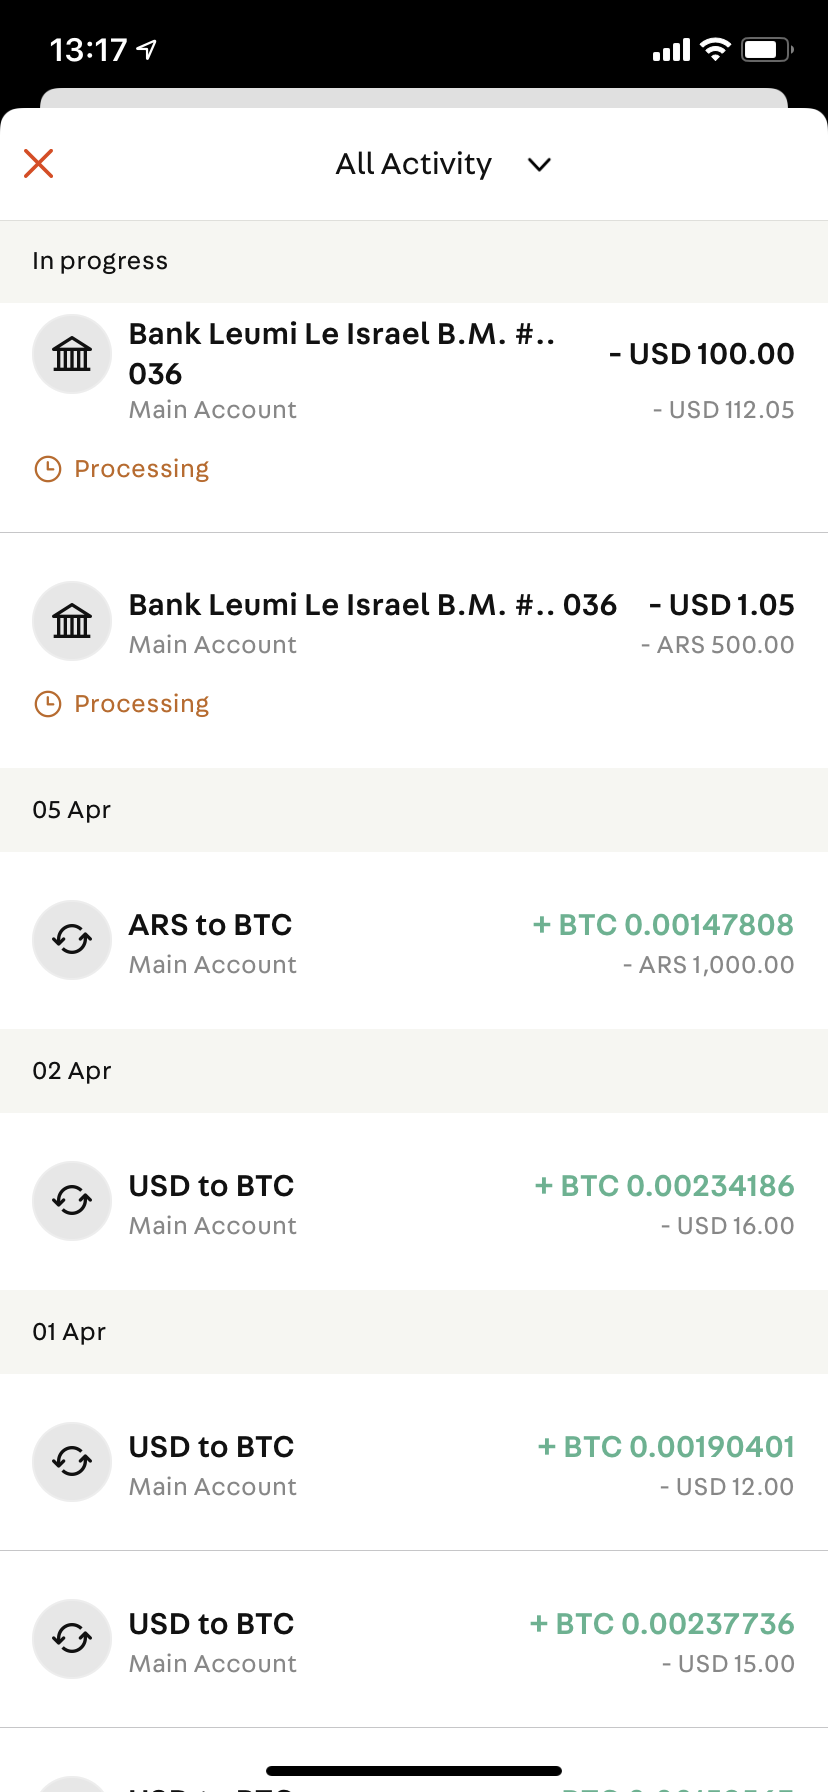 13:17
All Activity
In progress
Bank Leumi Le Israel B.M. #..
036
- USD 100.00
Main Account
- USD 112.05
Processing
Bank Leumi Le Israel B.M. #.. 036
- USD 1.05
Main Account
- ARS 500.00
Processing
05 Apr
ARS to BTC
+ BTC 0.00147808
Main Account
- ARS 1,000.00
02 Apr
USD to BTC
+ BTC 0.00234186
Main Account
- USD 16.00
01 Apr
USD to BTC
+ BTC 0.00190401
Main Account
- USD 12.00
USD to BTC
+ BTC 0.00237736
Main Account
- USD 15.00